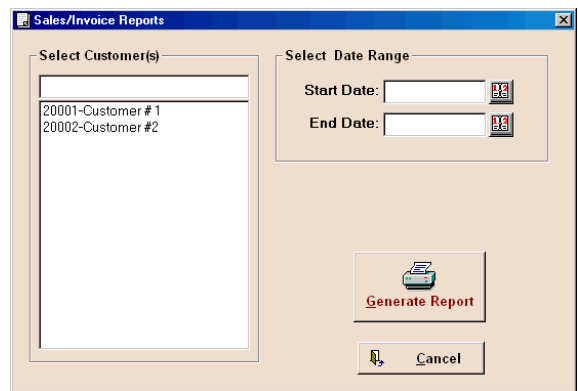 Sales/Invoice Reports
Select Customer(s)
20001-Customer # 1
20002-Customer #2
Select Date Range
Start Date:
End Date:
Generate Report
Cancel